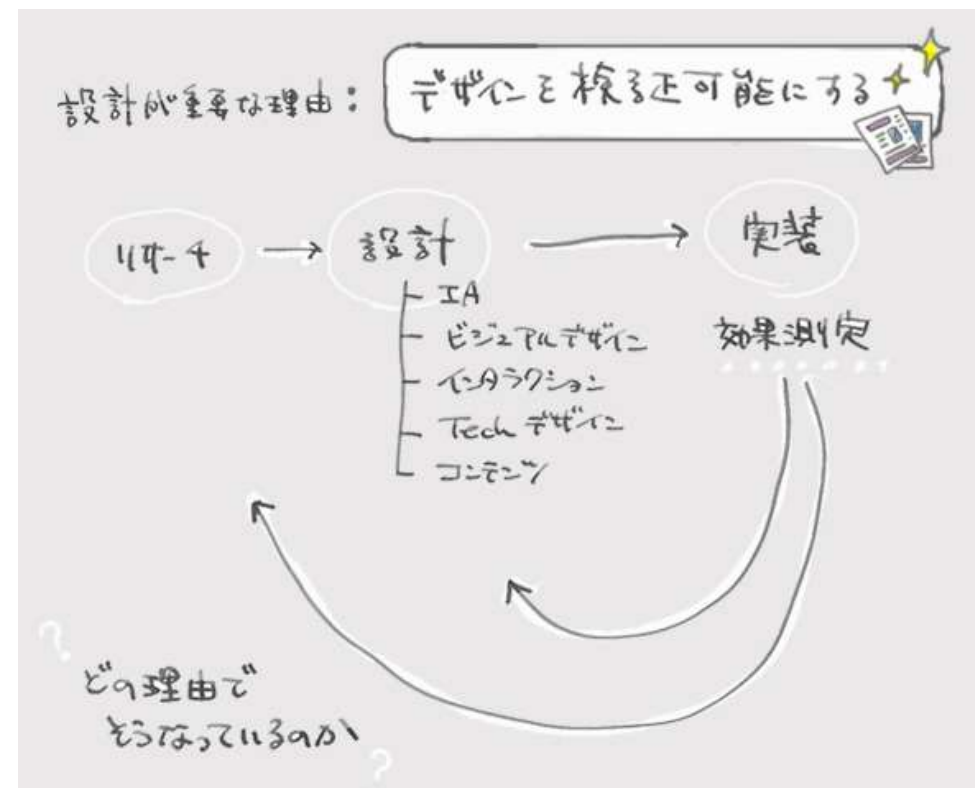 設計が重要な理由：
デザインを検証可能にする
リサーチ → 設計 → 実装
IA
ビジュアルデザイン
インタラクション
Tech デザイン
コンテンツ
効果測定
?
どの理由で
そうなっているのか
?